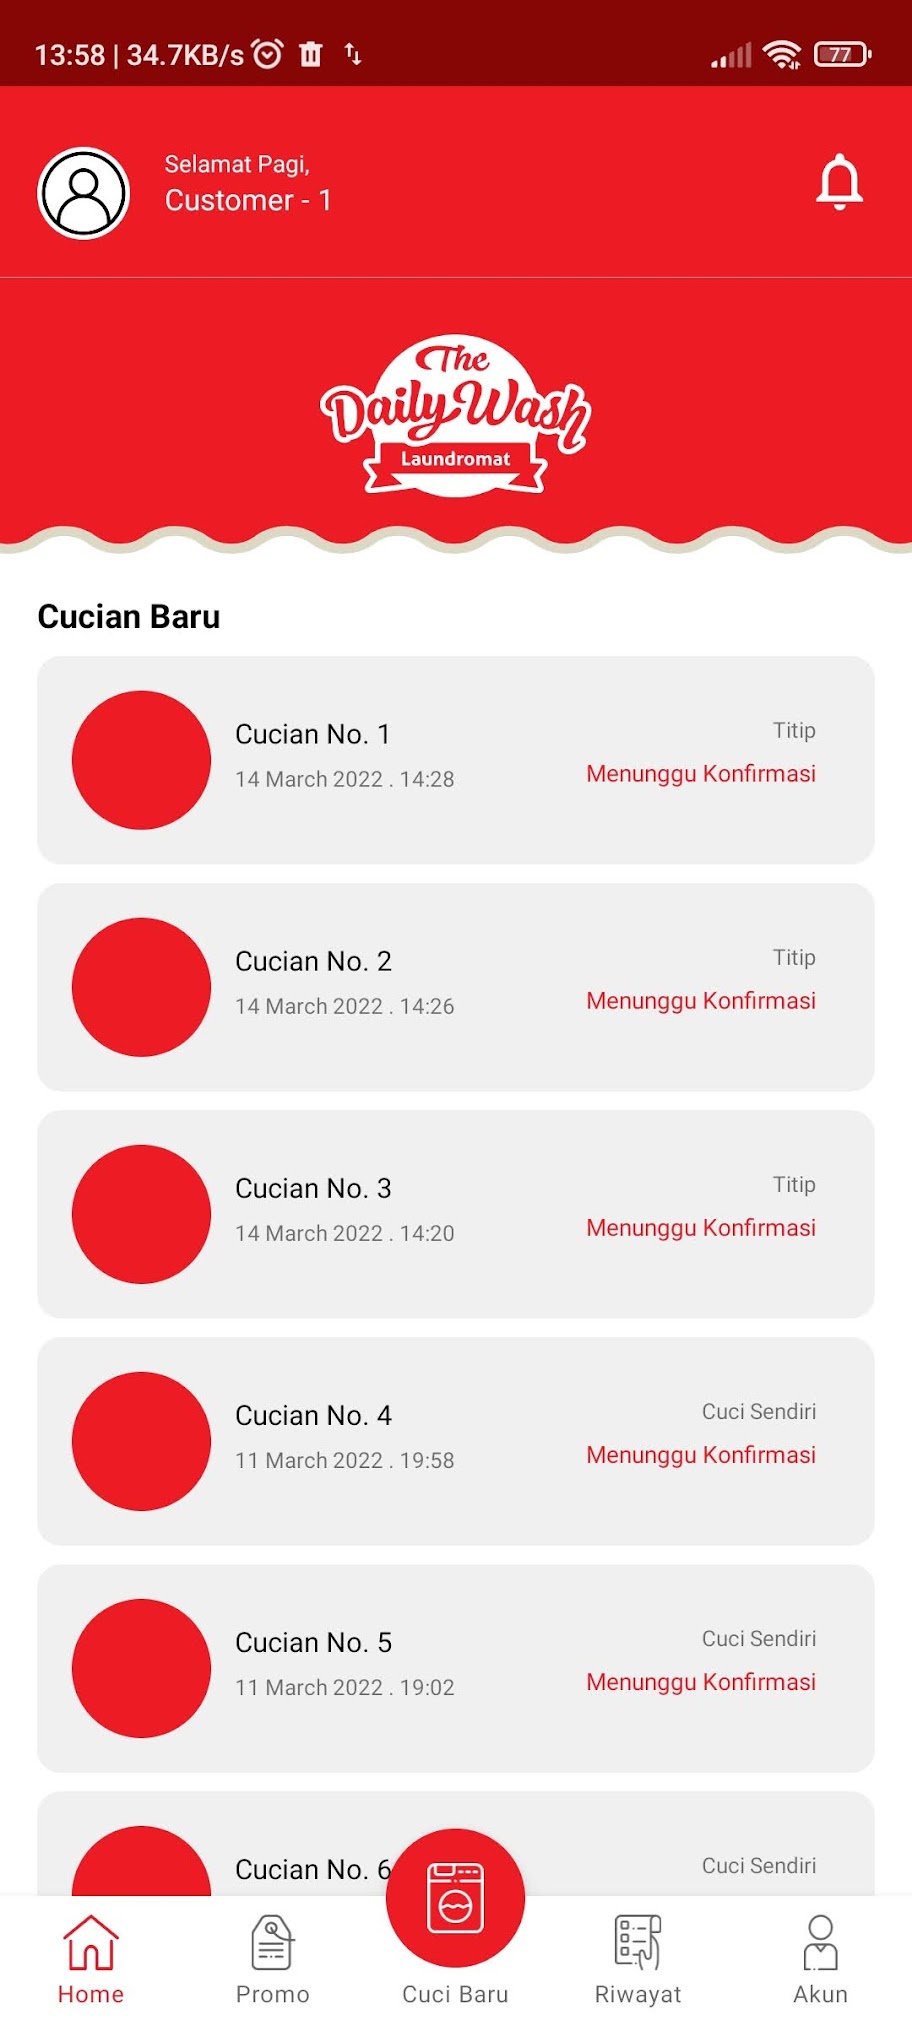 13:58 | 34.7KB/s
77
Selamat Pagi,
Customer - 1
The
Daily Wash
Laundromat
Cucian Baru
Cucian No. 1
Titip
14 March 2022 . 14:28
Menunggu Konfirmasi
Cucian No. 2
Titip
14 March 2022 . 14:26
Menunggu Konfirmasi
Cucian No. 3
Titip
14 March 2022 . 14:20
Menunggu Konfirmasi
Cucian No. 4
Cuci Sendiri
11 March 2022 . 19:58
Menunggu Konfirmasi
Cucian No. 5
Cuci Sendiri
11 March 2022 . 19:02
Menunggu Konfirmasi
Cucian No. 6
Cuci Sendiri
Home
Promo
Cuci Baru
Riwayat
Akun